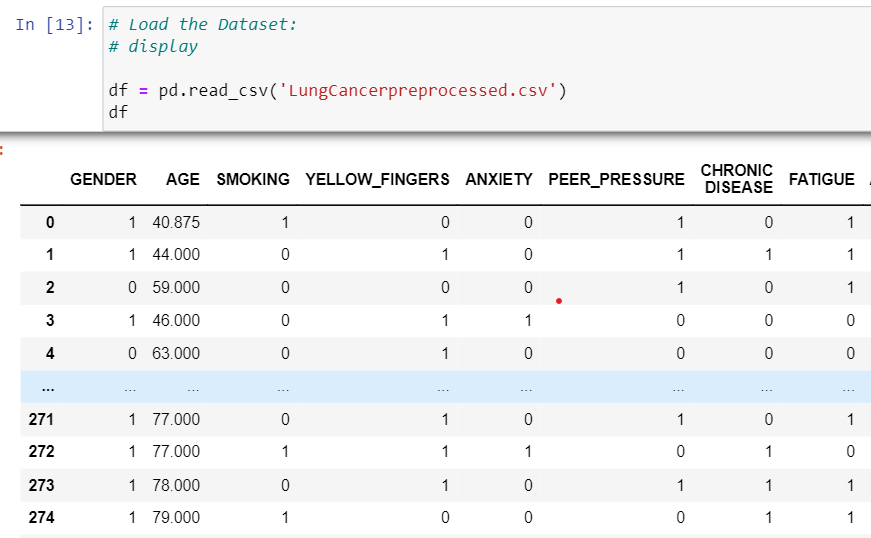 In [13]: # Load the Dataset:
# display
df = pd.read_csv('LungCancerpreprocessed.csv')
df
:
GENDER AGE SMOKING YELLOW_FINGERS ANXIETY PEER_PRESSURE CHRONIC DISEASE FATIGUE
0 1 40.875 1 0 0 1 0 1
1 1 44.000 0 1 0 1 1 1
2 0 59.000 0 0 0 1 0 1
3 1 46.000 0 1 1 0 0 0
4 0 63.000 0 1 0 0 0 0
... ... ... ... ... ... ... ... ...
271 1 77.000 0 1 0 1 0 1
272 1 77.000 1 1 1 0 1 0
273 1 78.000 0 1 0 1 1 1
274 1 79.000 1 0 0 0 1 1